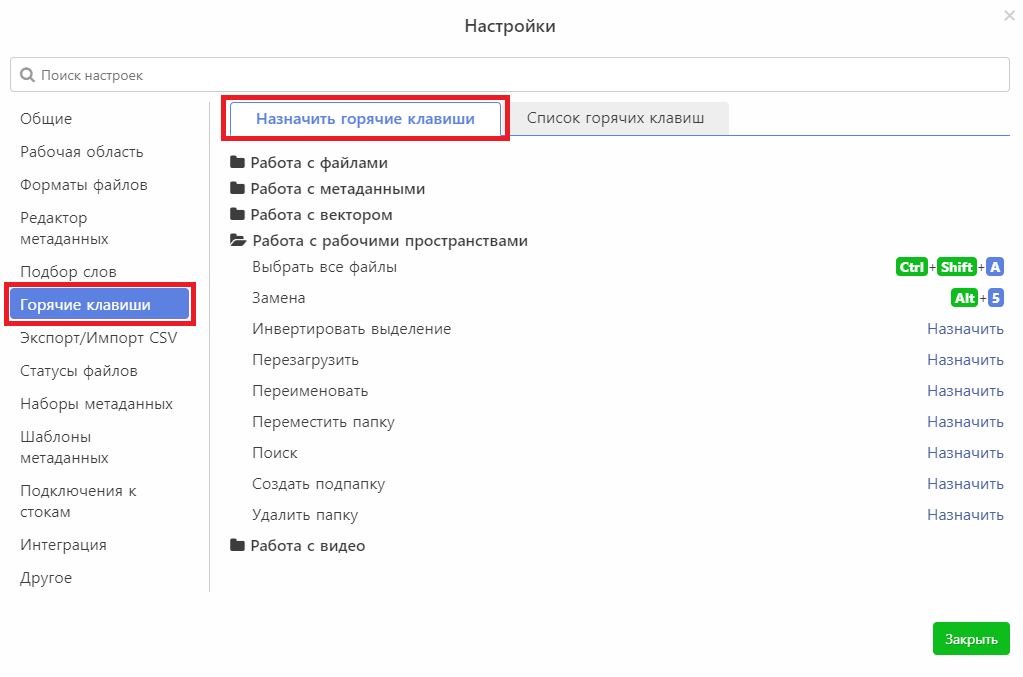 Настройки
Поиск настроек
Общие
Рабочая область
Форматы файлов
Редактор
метаданных
Подбор слов
Горячие клавиши
Экспорт/Импорт CSV
Статусы файлов
Наборы метаданных
Шаблоны
метаданных
Подключения к
стокам
Интеграция
Другое
Назначить горячие клавиши Список горячих клавиш
Работа с файлами
Работа с метаданными
Работа с вектором
Работа с рабочими пространствами
Выбрать все файлы Ctrl+Shift+A
Замена Alt+5
Инвертировать выделение Назначить
Перезагрузить Назначить
Переименовать Назначить
Переместить папку Назначить
Поиск Назначить
Создать подпапку Назначить
Удалить папку Назначить
Работа с видео
Закрыть